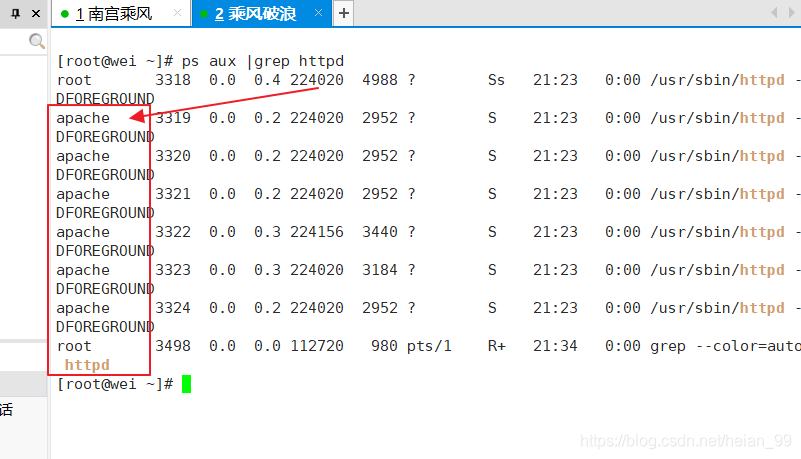 1 南宫乘风
2 乘风破浪
[root@wei ~]# ps aux |grep httpd
root 3318 0.0 0.4 224020 4988 ? Ss 21:23 0:00 /usr/sbin/httpd -
DFOREGROUND
apache 3319 0.0 0.2 224020 2952 ? S 21:23 0:00 /usr/sbin/httpd -
DFOREGROUND
apache 3320 0.0 0.2 224020 2952 ? S 21:23 0:00 /usr/sbin/httpd -
DFOREGROUND
apache 3321 0.0 0.2 224020 2952 ? S 21:23 0:00 /usr/sbin/httpd -
DFOREGROUND
apache 3322 0.0 0.3 224156 3440 ? S 21:23 0:00 /usr/sbin/httpd -
DFOREGROUND
apache 3323 0.0 0.3 224020 3184 ? S 21:23 0:00 /usr/sbin/httpd -
DFOREGROUND
apache 3324 0.0 0.2 224020 2952 ? S 21:23 0:00 /usr/sbin/httpd -
DFOREGROUND
root 3498 0.0 0.0 112720 980 pts/1 R+ 21:34 0:00 grep --color=auto
httpd
[root@wei ~]#
话
https://blog.csdn.net/heian_99